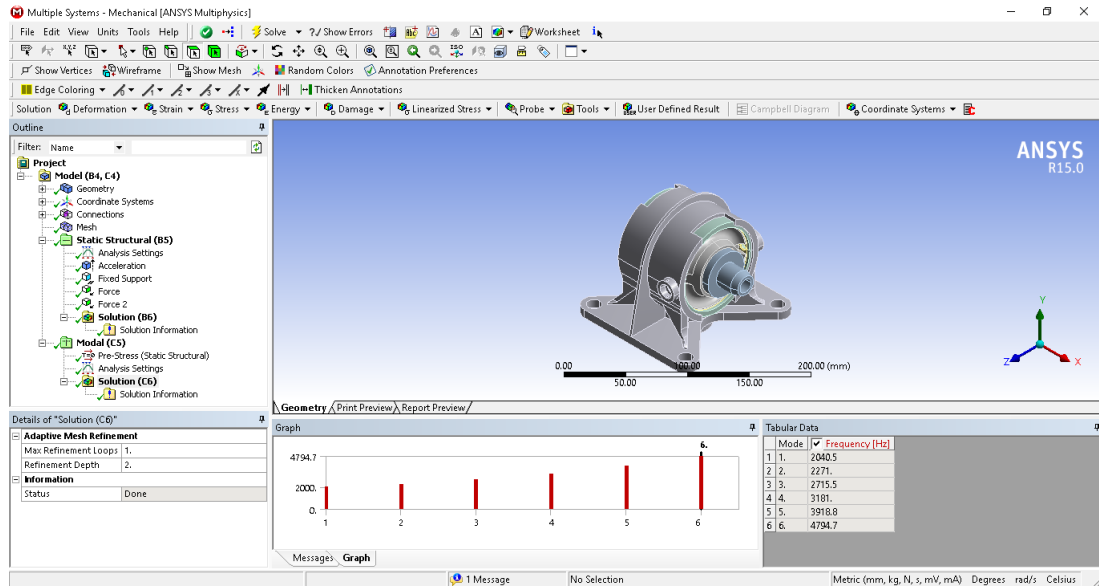 Multiple Systems - Mechanical [ANSYS Multiphysics]
File Edit View Units Tools Help Solve ?/ Show Errors Worksheet
Show Vertices Wireframe Show Mesh Random Colors Annotation Preferences
Edge Coloring Thicken Annotations
Solution Deformation Strain Stress Energy Damage Linearized Stress Probe Tools User Defined Result Campbell Diagram Coordinate Systems
Outline
Filter: Name
Project
Model (B4, C4)
Geometry
Coordinate Systems
Connections
Mesh
Static Structural (B5)
Analysis Settings
Acceleration
Fixed Support
Force
Force 2
Solution (B6)
Solution Information
Modal (C5)
Pre-Stress (Static Structural)
Analysis Settings
Solution (C6)
Solution Information
ANSYS
R15.0
Y
Z X
0.00 100.00 200.00 (mm)
50.00 150.00
Geometry Print Preview Report Preview
Details of "Solution (C6)"
Adaptive Mesh Refinement
Max Refinement Loops 1.
Refinement Depth 2.
Information
Status Done
Graph
6.
4794.7
2000.
0.
1 2 3 4 5 6
Messages Graph
Tabular Data
Mode Frequency [Hz]
1 1. 2040.5
2 2. 2271.
3 3. 2715.5
4 4. 3181.
5 5. 3918.8
6 6. 4794.7
1 Message No Selection Metric (mm, kg, N, s, mV, mA) Degrees rad/s Celsius